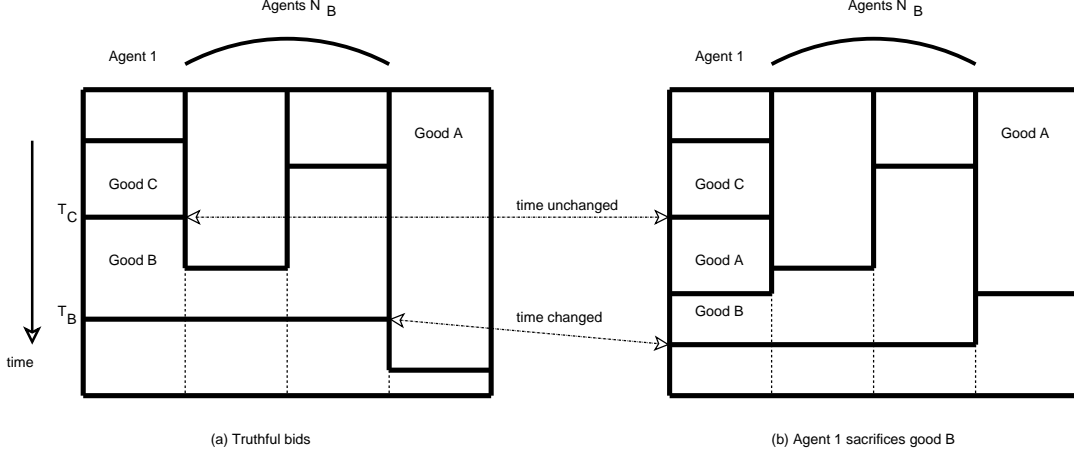 Agents N B
Agent 1
Good A
Good C
T C
Good B
T B
time
(a) Truthful bids
time unchanged
time changed
Agents N B
Agent 1
Good A
Good C
Good A
Good B
(b) Agent 1 sacrifices good B